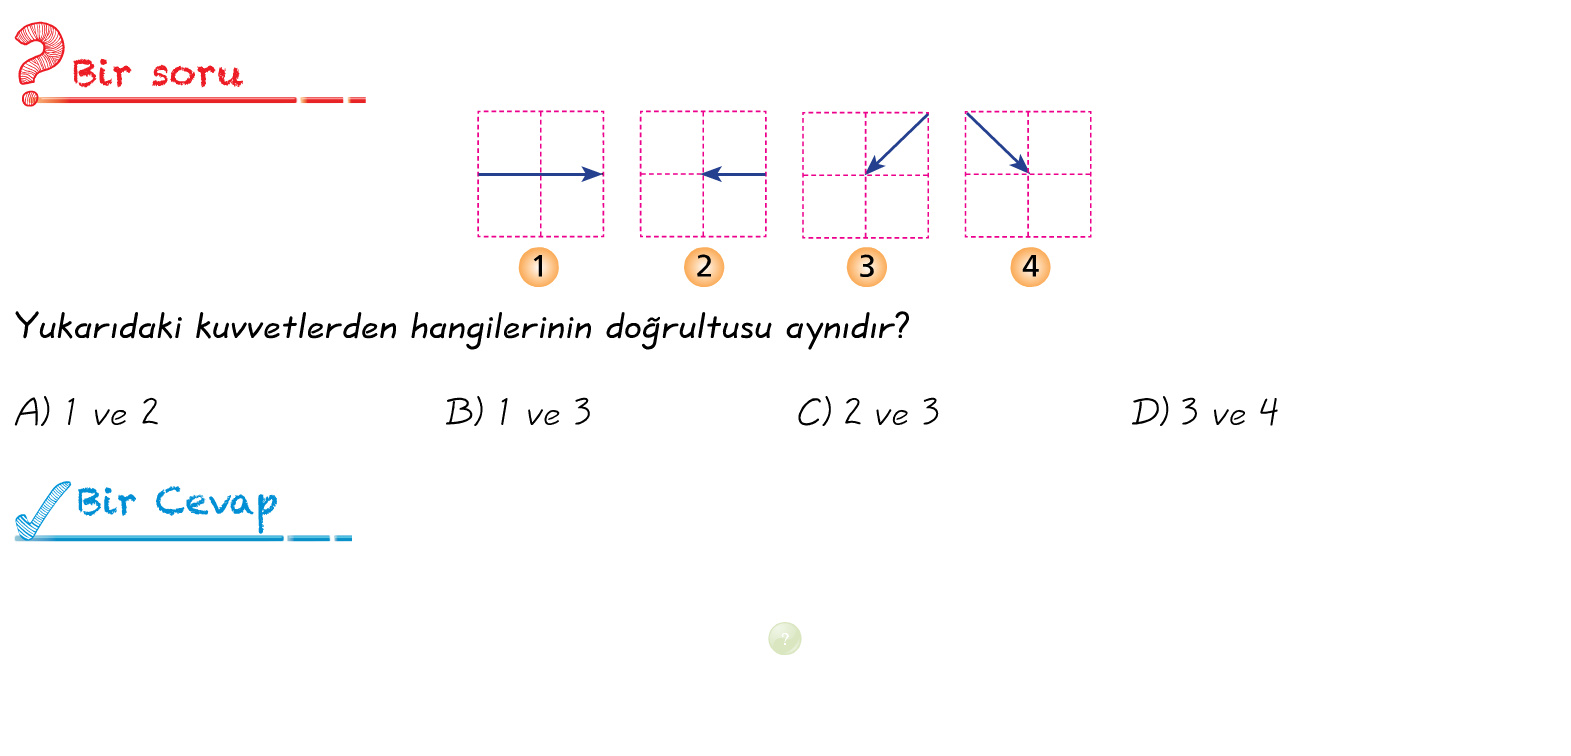 ?
Bir soru
1 2 3 4
Yukarıdaki kuvvetlerden hangilerinin doğrultusu aynıdır?
A) 1 ve 2 B) 1 ve 3 C) 2 ve 3 D) 3 ve 4
Bir Cevap
?